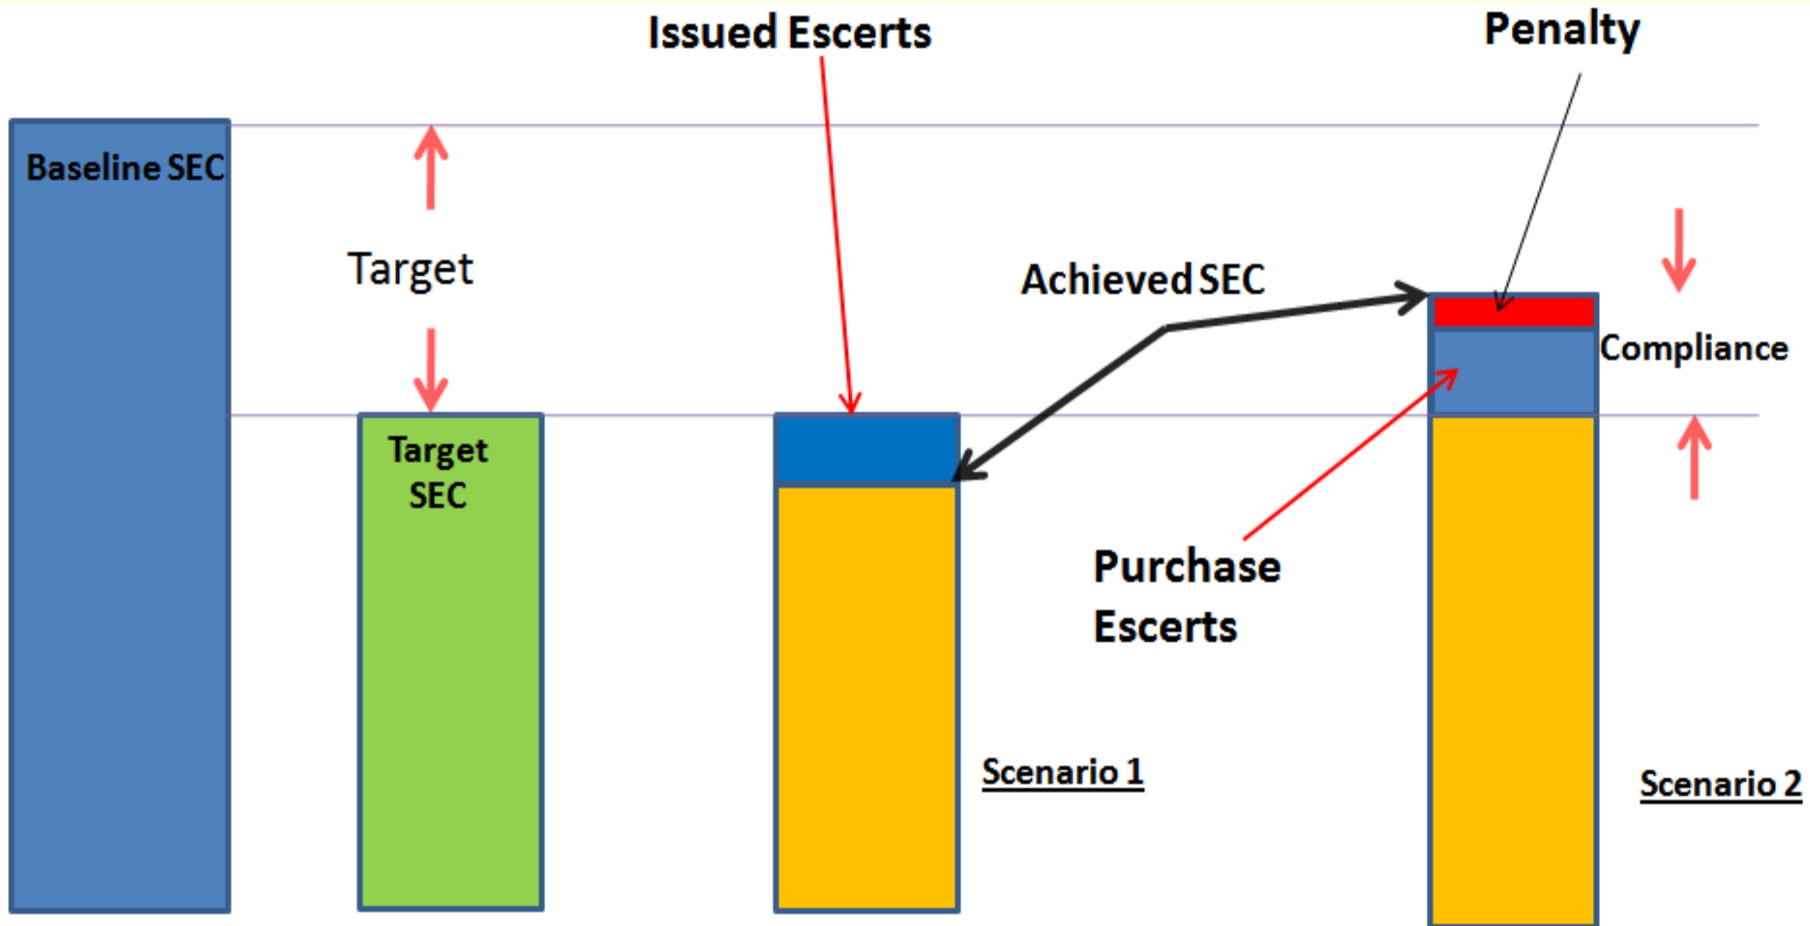 Issued Escerts
Penalty
Baseline SEC
Target
Achieved SEC
Compliance
Target
SEC
Purchase
Escerts
Scenario 1
Scenario 2